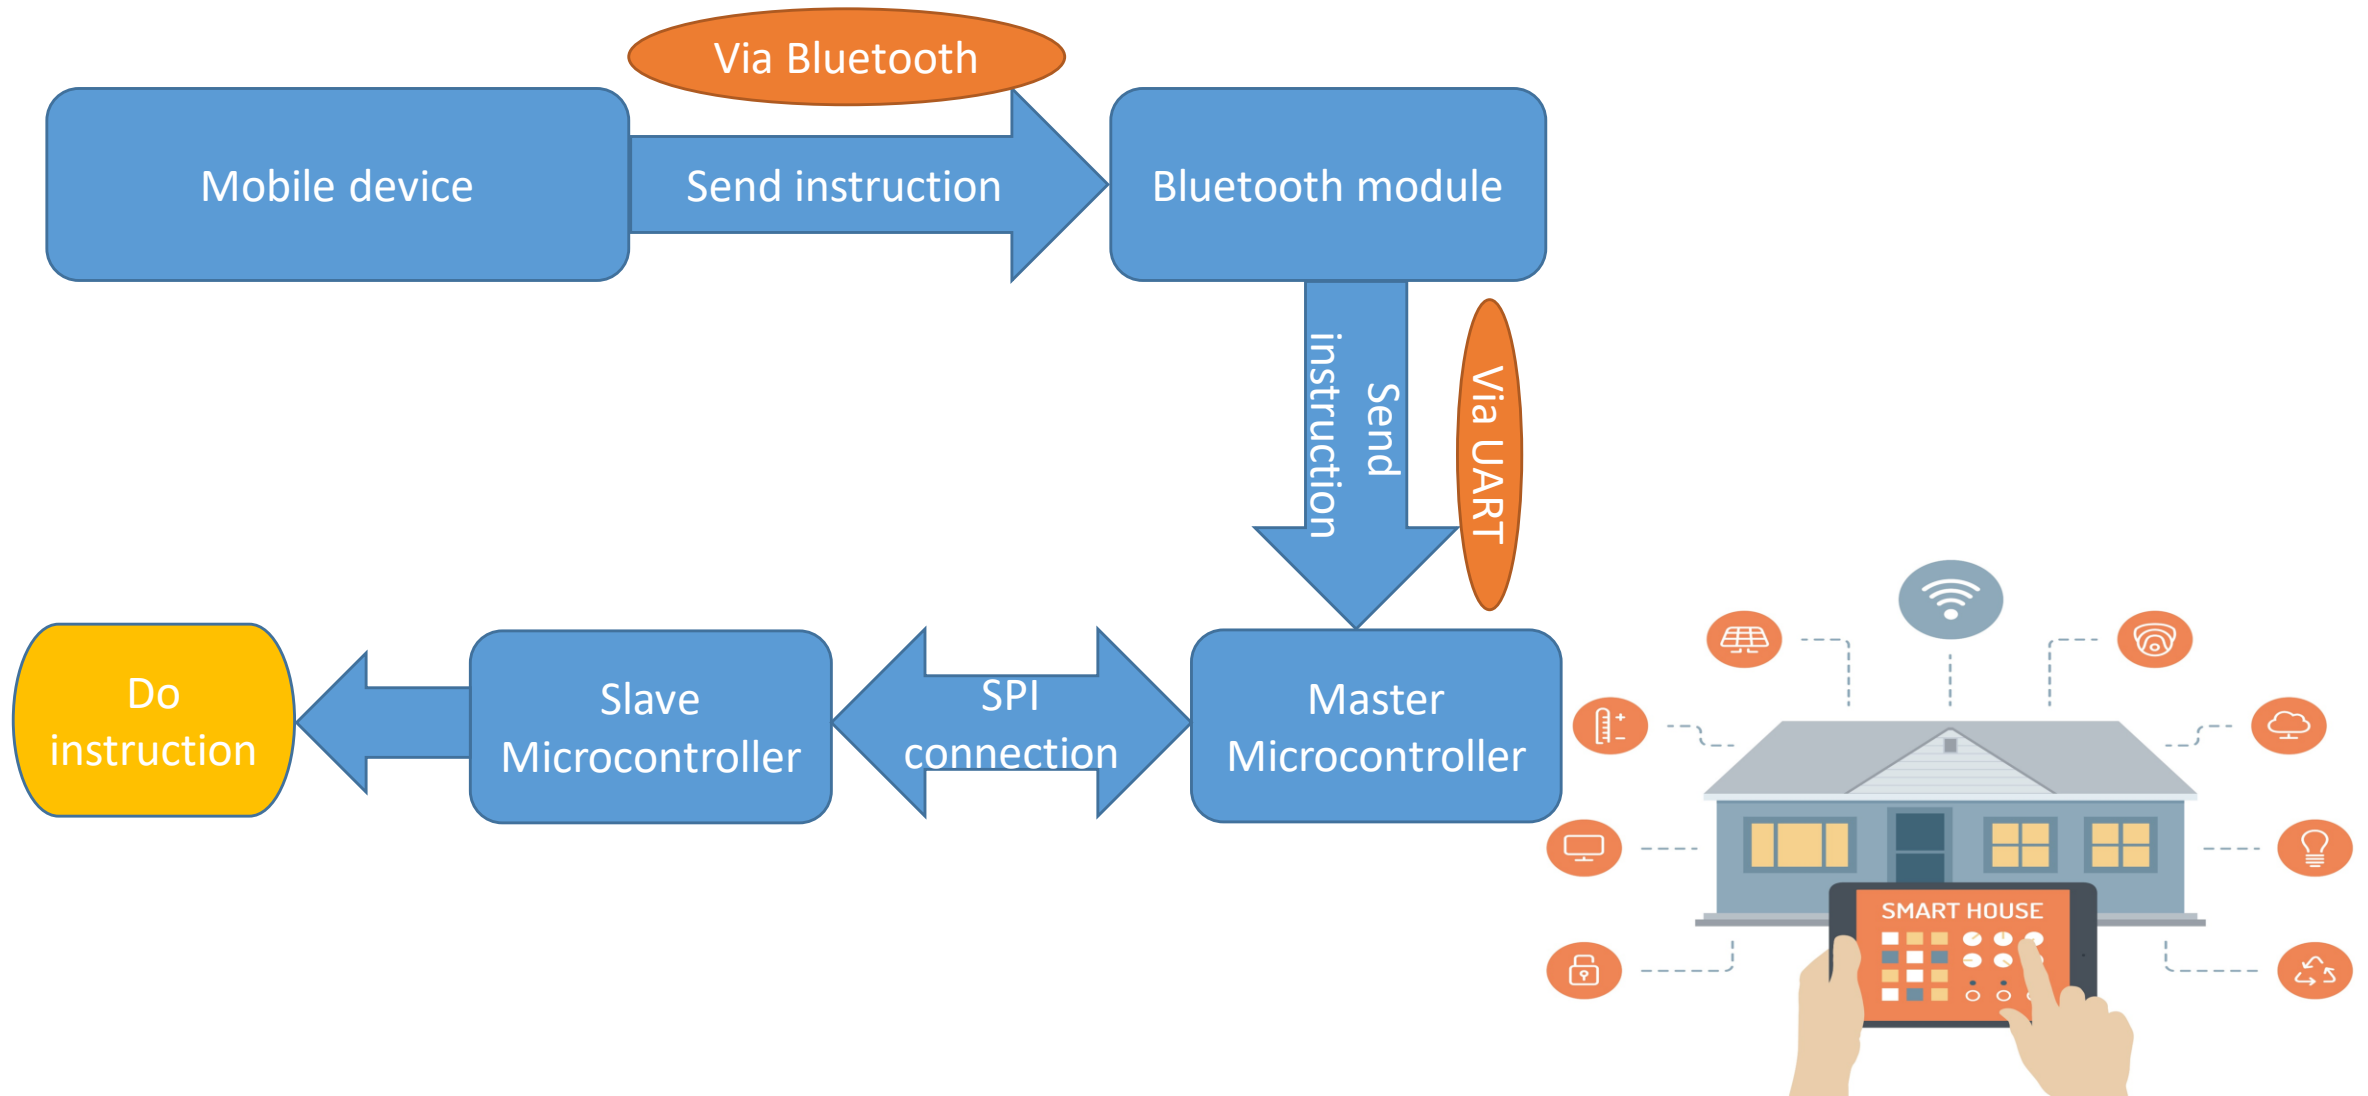 Via Bluetooth
Mobile device
Send instruction
Bluetooth module
Send
instruction
Via UART
Do
instruction
Slave
Microcontroller
SPI
connection
Master
Microcontroller
SMART HOUSE